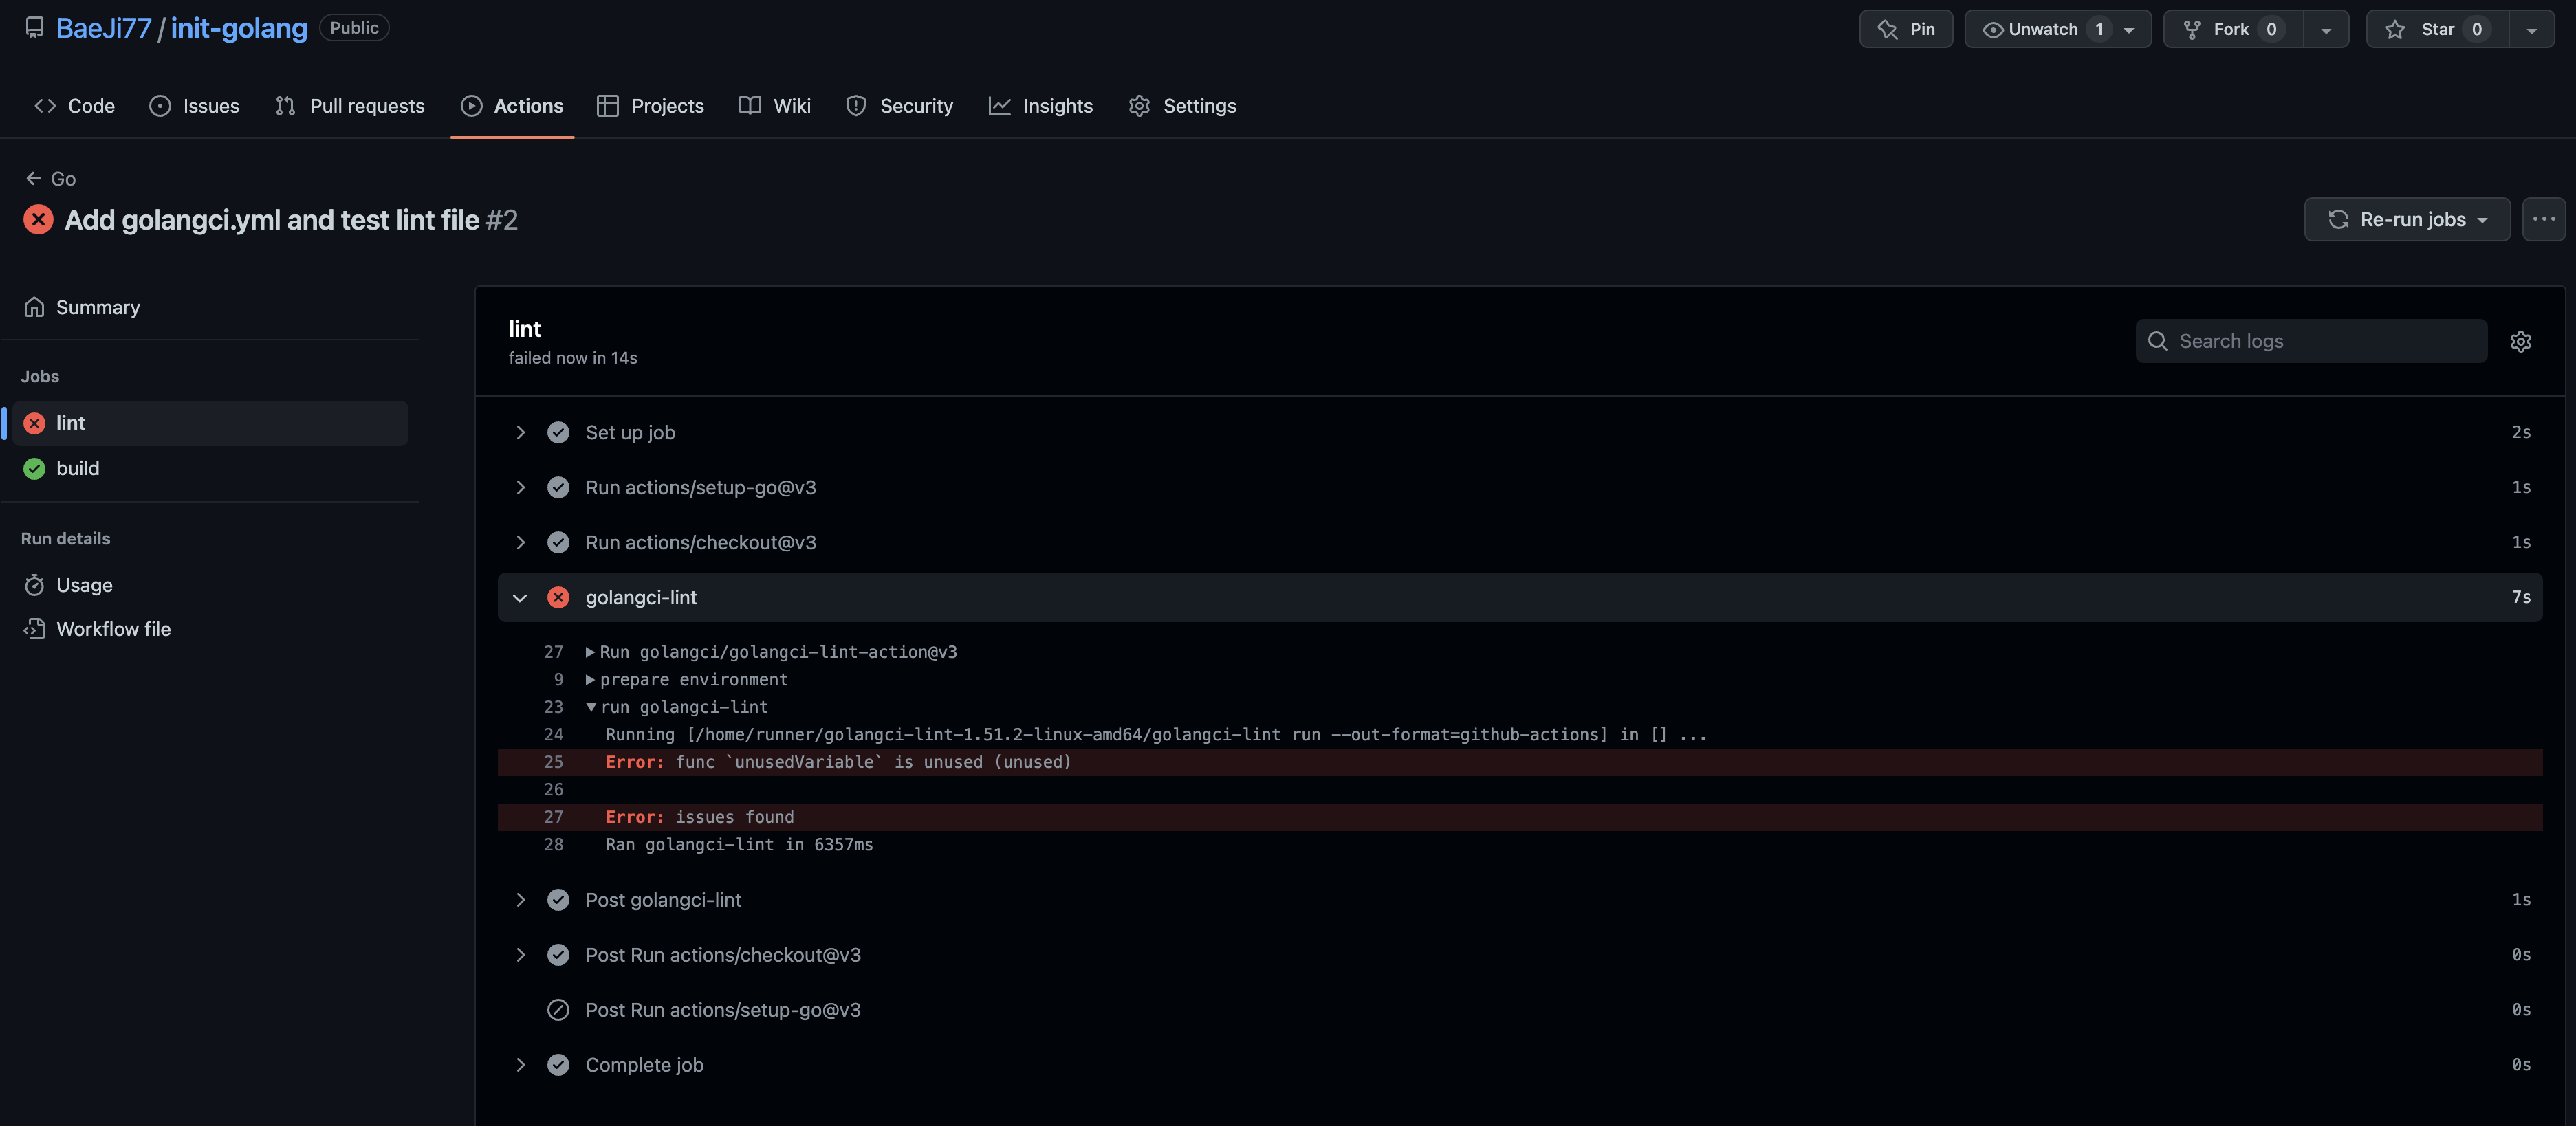 BaeJi77 / init-golang Public Pin Unwatch 1 Fork 0 Star 0
Code Issues Pull requests Actions Projects Wiki Security Insights Settings
Go
Add golangci.yml and test lint file #2 Re-run jobs
Summary
Jobs
lint
build
Run details
Usage
Workflow file
lint
failed now in 14s
Search logs
Set up job 2s
Run actions/setup-go@v3 1s
Run actions/checkout@v3 1s
golangci-lint 7s
27 Run golangci/golangci-lint-action@v3
9 prepare environment
23 run golangci-lint
24 Running [/home/runner/golangci-lint-1.51.2-linux-amd64/golangci-lint run --out-format=github-actions] in [] ...
25 Error: func `unusedVariable` is unused (unused)
26
27 Error: issues found
28 Ran golangci-lint in 6357ms
Post golangci-lint 1s
Post Run actions/checkout@v3 0s
Post Run actions/setup-go@v3 0s
Complete job 0s